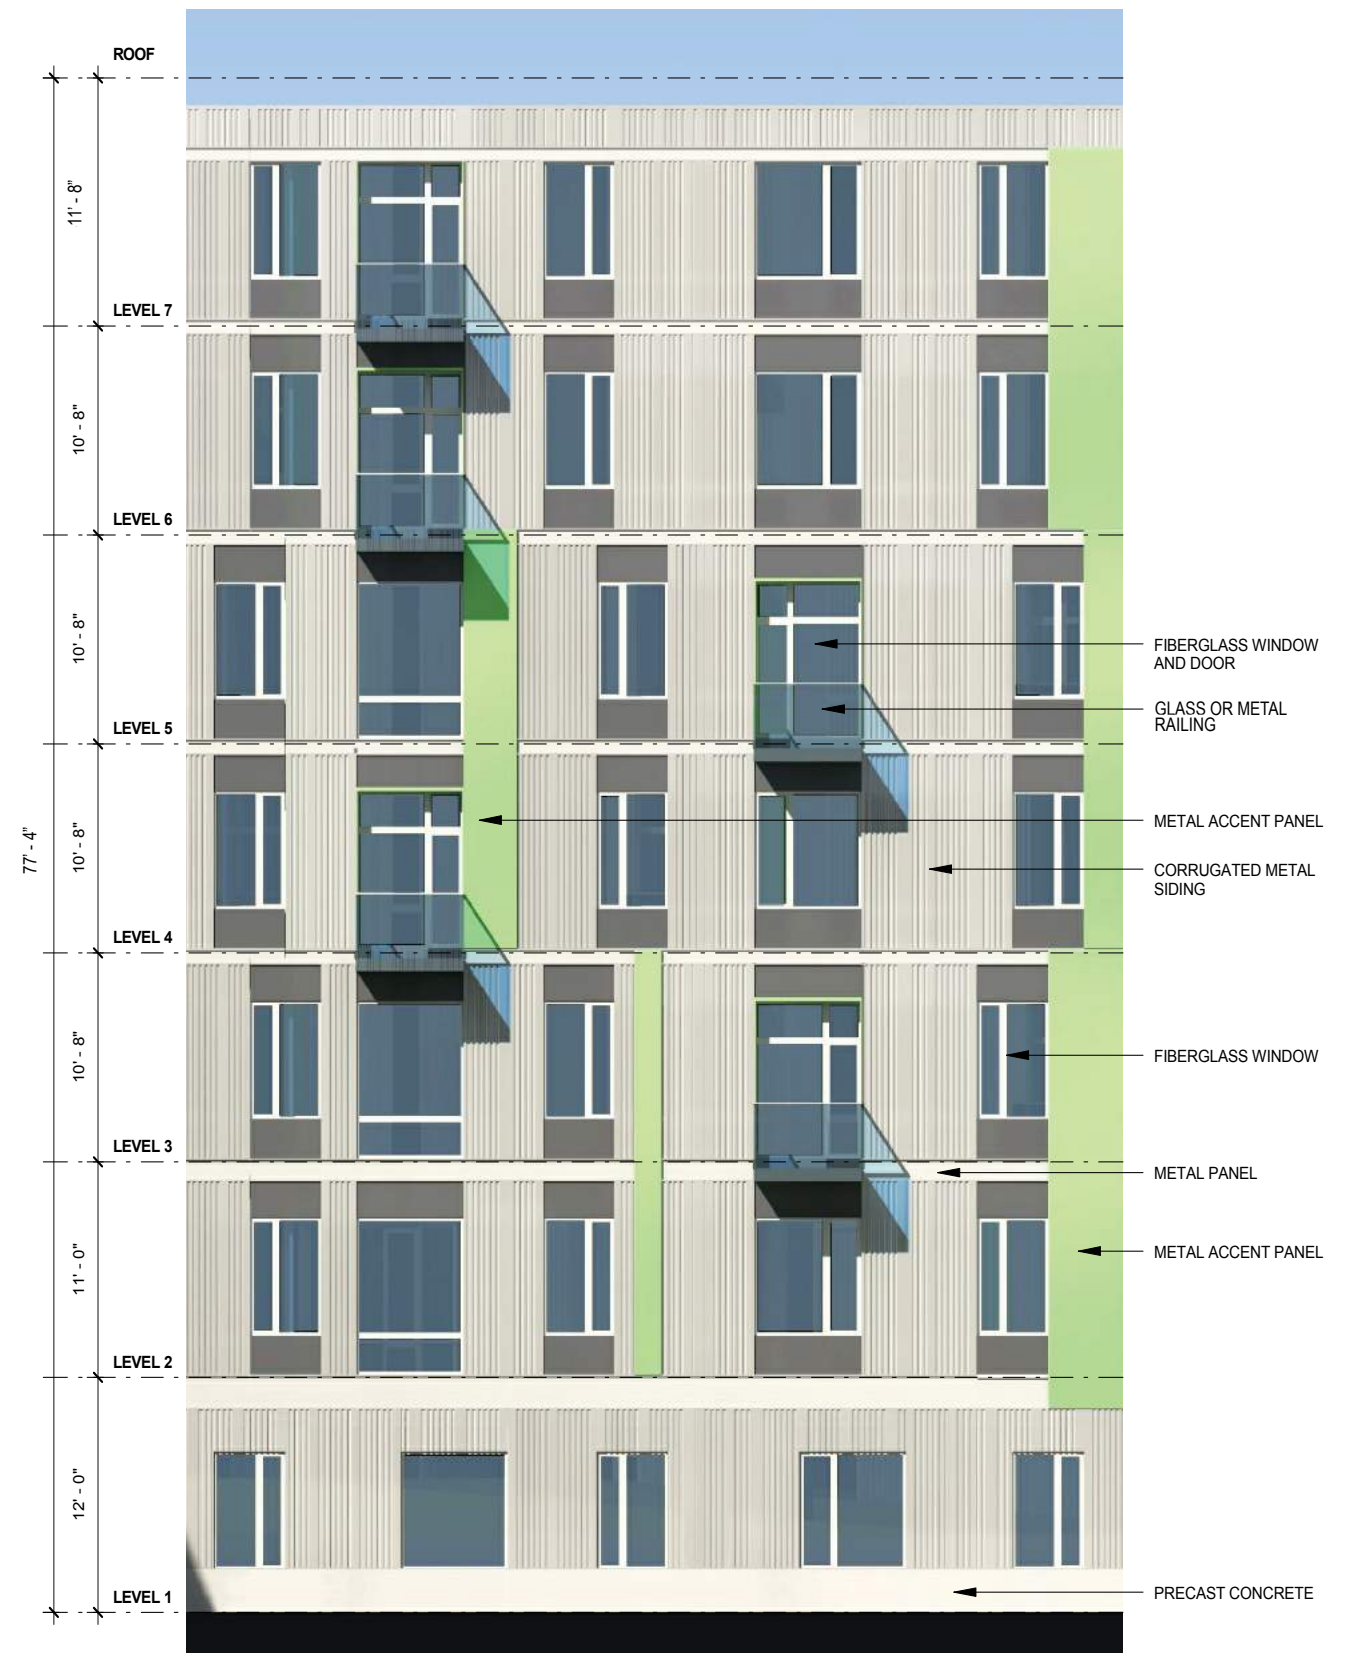 ROOF
11' - 8"
LEVEL 7
10' - 8"
LEVEL 6
10' - 8"
LEVEL 5
77' - 4"
10' - 8"
LEVEL 4
10' - 8"
LEVEL 3
11' - 0"
LEVEL 2
12' - 0"
LEVEL 1
FIBERGLASS WINDOW
AND DOOR
GLASS OR METAL
RAILING
METAL ACCENT PANEL
CORRUGATED METAL
SIDING
FIBERGLASS WINDOW
METAL PANEL
METAL ACCENT PANEL
PRECAST CONCRETE